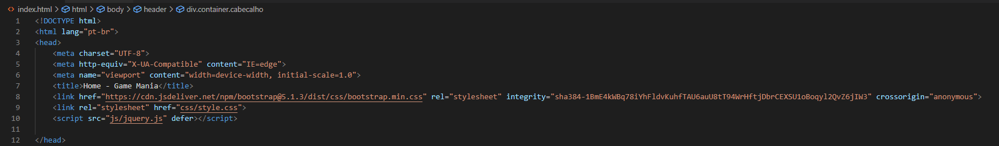 index.html > html > body > header > div.container.cabecalho
1 <!DOCTYPE html>
2 <html lang="pt-br">
3 <head>
4 <meta charset="UTF-8">
5 <meta http-equiv="X-UA-Compatible" content="IE=edge">
6 <meta name="viewport" content="width=device-width, initial-scale=1.0">
7 <title>Home - Game Mania</title>
8 <link href="https://cdn.jsdeliver.net/npm/bootstrap@5.1.3/dist/css/bootstrap.min.css" rel="stylesheet" integrity="sha384-1BmE4kWBq78iYhFldvKuhfTAU6auU8tT94WrHftjDbrCEXSU1oBoqyl2QvZ6jIW3" crossorigin="anonymous">
9 <link rel="stylesheet" href="css/style.css">
10 <script src="js/jquery.js" defer></script>
11
12 </head>